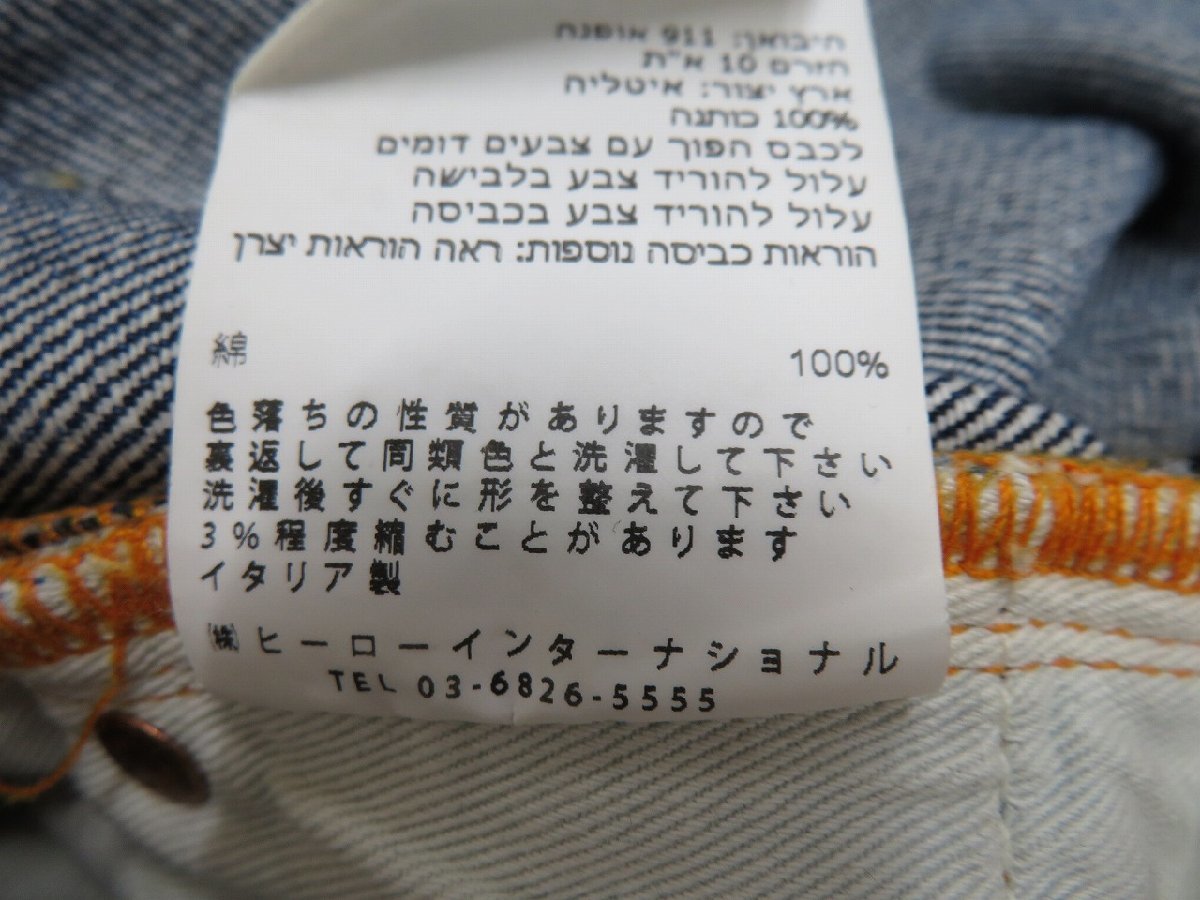 היבואן: 911 אופנה
חזרם 10 א"ת
ארץ יצור: איטליה
100% כותנה
לכבס הפוך עם צבעים דומים
עלול להוריד צבע בלבישה
עלול להוריד צבע בכביסה
הוראות כביסה נוספות: ראה הוראות יצרן
綿 100%
色落ちの性質がありますので
裏返して同類色と洗濯して下さい
洗濯後すぐに形を整えて下さい
3%程度縮むことがあります
イタリア製
㈱ヒーローインターナショナル
TEL 03-6826-5555